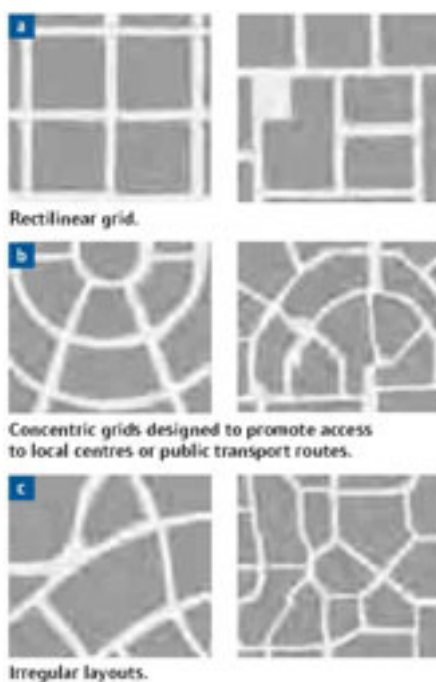 a
Rectilinear grid.
b
Concentric grids designed to promote access
to local centres or public transport routes.
c
Irregular layouts.